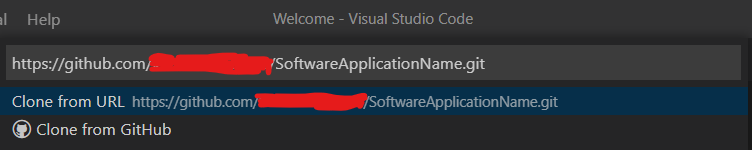 al Help Welcome - Visual Studio Code
https://github.com/ /SoftwareApplicationName.git
Clone from URL https://github.com/ /SoftwareApplicationName.git
Clone from GitHub